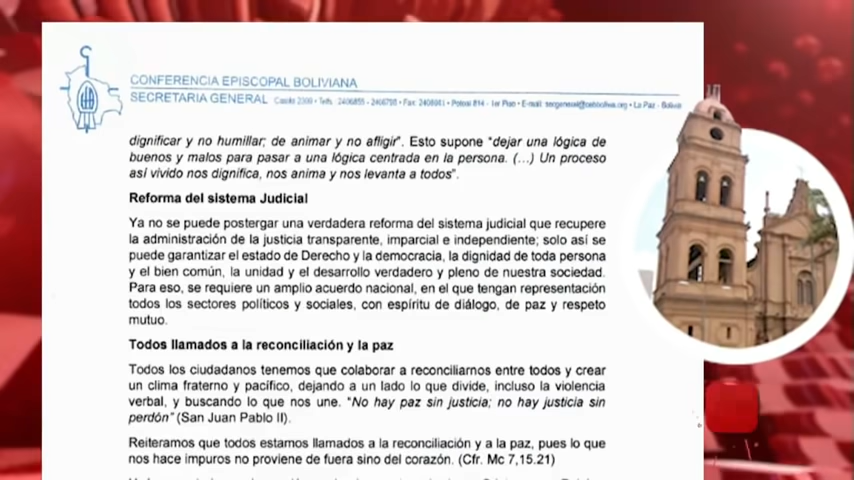 CONFERENCIA EPISCOPAL BOLIVIANA
SECRETARIA GENERAL
La Paz - Bolivia
dignificar y no humillar; de animar y no afligir". Esto supone "dejar una lógica de
buenos y malos para pasar a una lógica centrada en la persona. (...) Un proceso
así vivido nos dignifica, nos anima y nos levanta a todos".
Reforma del sistema Judicial
Ya no se puede postergar una verdadera reforma del sistema judicial que recupere
la administración de la justicia transparente, imparcial e independiente; solo así se
puede garantizar el estado de Derecho y la democracia, la dignidad de toda persona
y el bien común, la unidad y el desarrollo verdadero y pleno de nuestra sociedad.
Para eso, se requiere un amplio acuerdo nacional, en el que tengan representación
todos los sectores políticos y sociales, con espíritu de diálogo, de paz y respeto
mutuo.
Todos llamados a la reconciliación y la paz
Todos los ciudadanos tenemos que colaborar a reconciliarnos entre todos y crear
un clima fraterno y pacífico, dejando a un lado lo que divide, incluso la violencia
verbal, y buscando lo que nos une. "No hay paz sin justicia; no hay justicia sin
perdón" (San Juan Pablo II).
Reiteramos que todos estamos llamados a la reconciliación y a la paz, pues lo que
nos hace impuros no proviene de fuera sino del corazón. (Cfr. Mc 7,15.21)